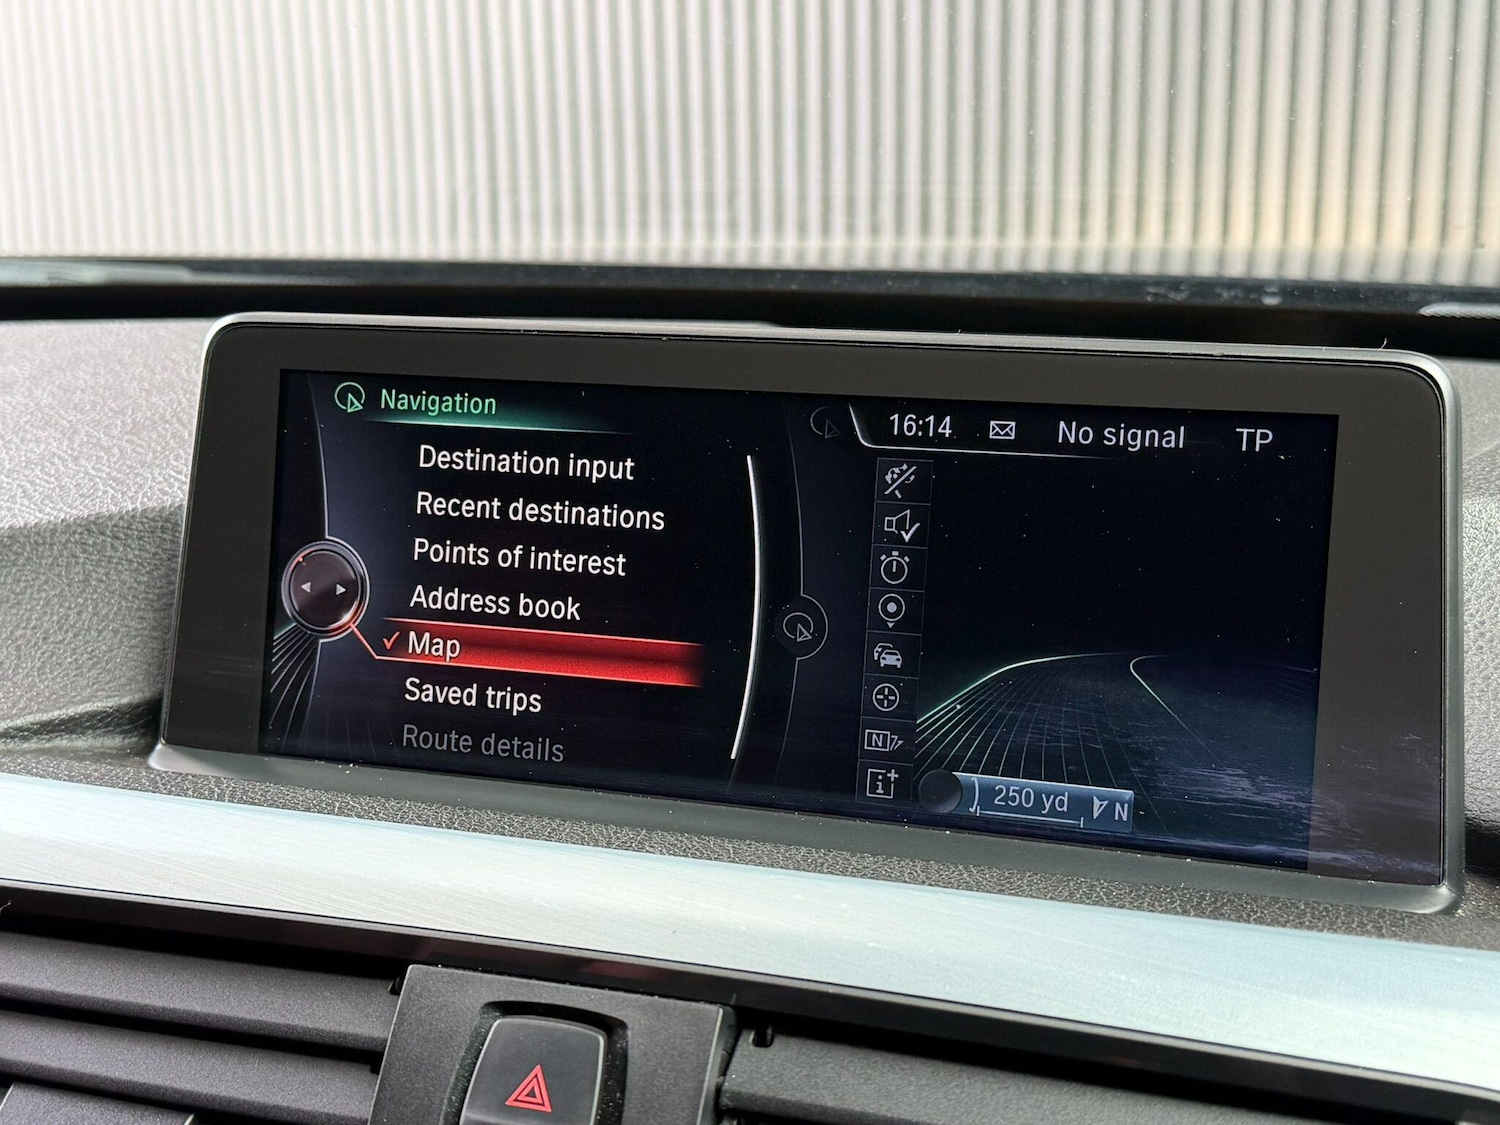 Navigation
Destination input
Recent destinations
Points of interest
Address book
Map
Saved trips
Route details
16:14 No signal TP
N
i
250 yd N